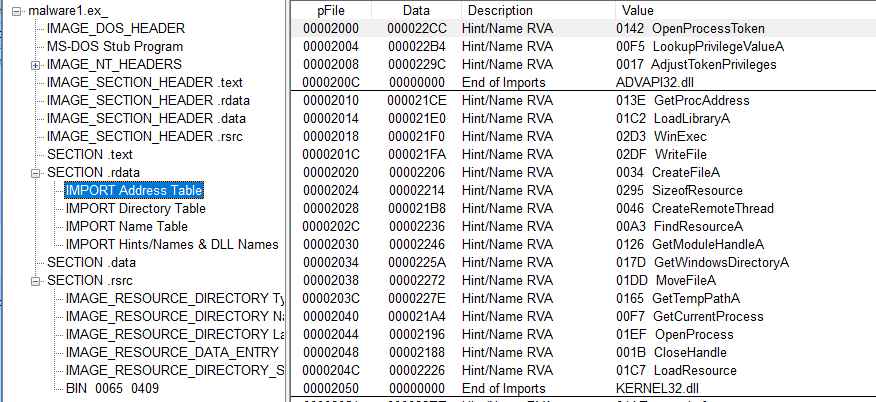 malware1.ex_
IMAGE_DOS_HEADER
MS-DOS Stub Program
IMAGE_NT_HEADERS
IMAGE_SECTION_HEADER .text
IMAGE_SECTION_HEADER .rdata
IMAGE_SECTION_HEADER .data
IMAGE_SECTION_HEADER .rsrc
SECTION .text
SECTION .rdata
IMPORT Address Table
IMPORT Directory Table
IMPORT Name Table
IMPORT Hints/Names & DLL Names
SECTION .data
SECTION .rsrc
IMAGE_RESOURCE_DIRECTORY Ty
IMAGE_RESOURCE_DIRECTORY Na
IMAGE_RESOURCE_DIRECTORY La
IMAGE_RESOURCE_DATA_ENTRY
IMAGE_RESOURCE_DIRECTORY_S
BIN 0065 0409
pFile Data Description Value
00002000 000022CC Hint/Name RVA 0142 OpenProcessToken
00002004 000022B4 Hint/Name RVA 00F5 LookupPrivilegeValueA
00002008 0000229C Hint/Name RVA 0017 AdjustTokenPrivileges
0000200C 00000000 End of Imports ADVAPI32.dll
00002010 000021CE Hint/Name RVA 013E GetProcAddress
00002014 000021E0 Hint/Name RVA 01C2 LoadLibraryA
00002018 000021F0 Hint/Name RVA 02D3 WinExec
0000201C 000021FA Hint/Name RVA 02DF WriteFile
00002020 00002206 Hint/Name RVA 0034 CreateFileA
00002024 00002214 Hint/Name RVA 0295 SizeofResource
00002028 000021B8 Hint/Name RVA 0046 CreateRemoteThread
0000202C 00002236 Hint/Name RVA 00A3 FindResourceA
00002030 00002246 Hint/Name RVA 0126 GetModuleHandleA
00002034 0000225A Hint/Name RVA 017D GetWindowsDirectoryA
00002038 00002272 Hint/Name RVA 01DD MoveFileA
0000203C 0000227E Hint/Name RVA 0165 GetTempPathA
00002040 000021A4 Hint/Name RVA 00F7 GetCurrentProcess
00002044 00002196 Hint/Name RVA 01EF OpenProcess
00002048 00002188 Hint/Name RVA 001B CloseHandle
0000204C 00002226 Hint/Name RVA 01C7 LoadResource
00002050 00000000 End of Imports KERNEL32.dll